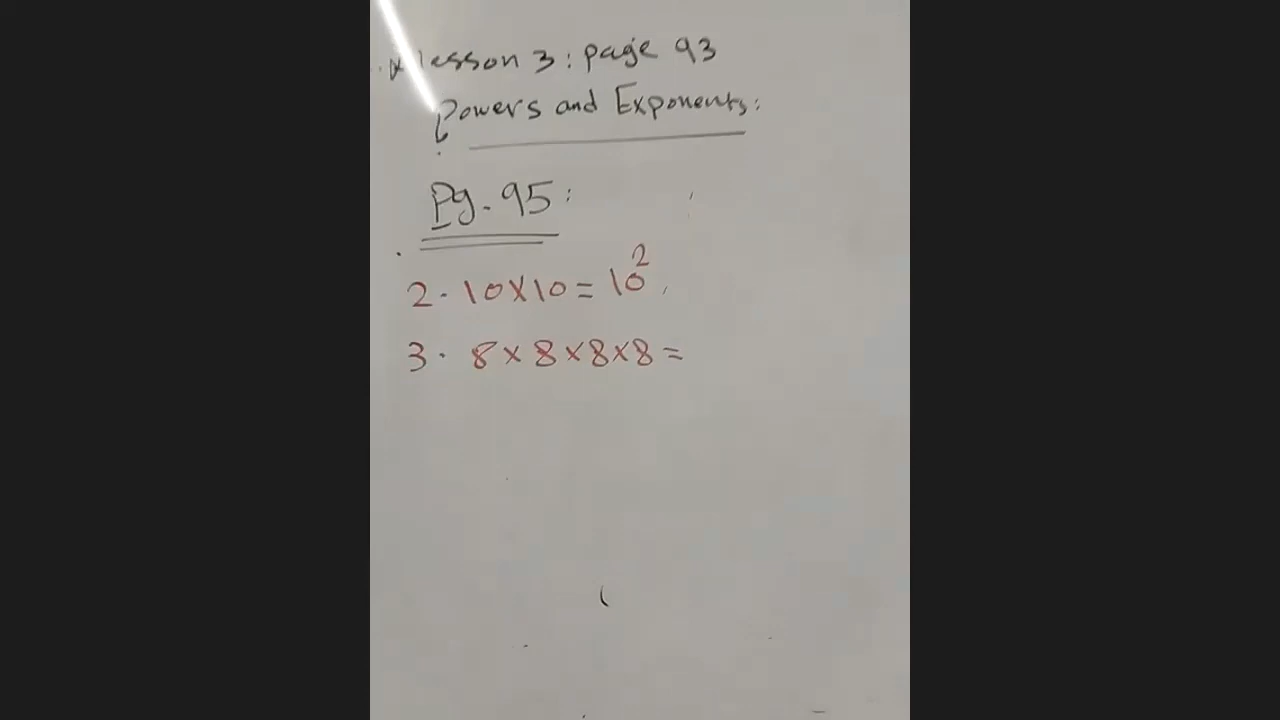 * lesson 3: page 93
Powers and Exponents:
Pg. 95:
2. 10×10=10²
3. 8×8×8×8=